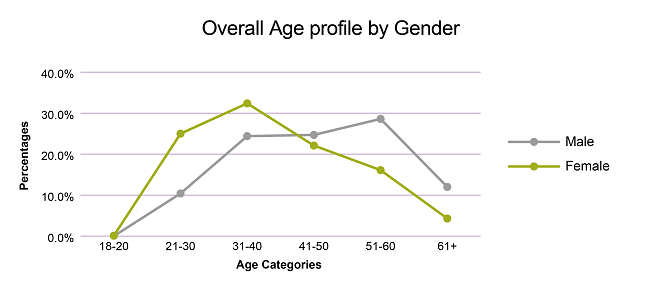 Overall Age profile by Gender
40.0%
30.0%
20.0%
10.0%
0.0%
Percentages
18-20 21-30 31-40 41-50 51-60 61+
Age Categories
Male
Female